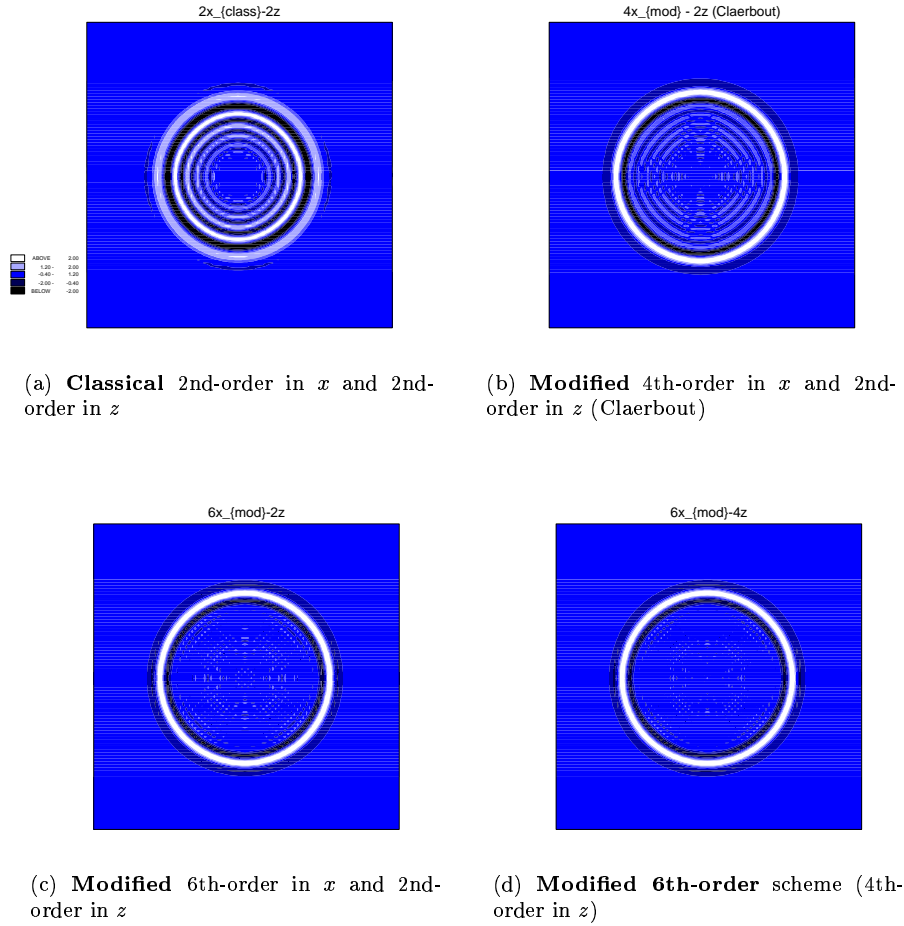 2x_{class}-2z
4x_{mod} - 2z (Claerbout)
ABOVE 2.00
1.20 - 2.00
-0.40 - 1.20
-2.00 - -0.40
BELOW -2.00
(a) Classical 2nd-order in x and 2nd-
order in z
(b) Modified 4th-order in x and 2nd-
order in z (Claerbout)
6x_{mod}-2z
6x_{mod}-4z
(c) Modified 6th-order in x and 2nd-
order in z
(d) Modified 6th-order scheme (4th-
order in z)